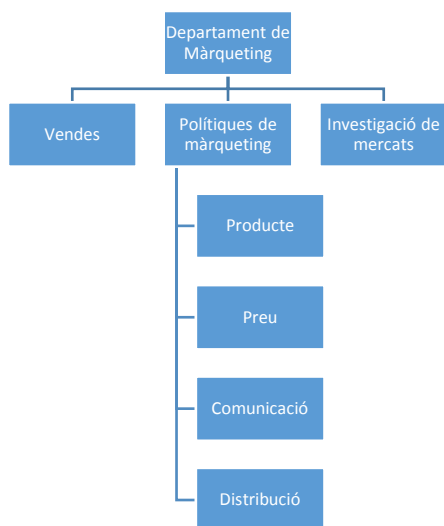 Departament de
Màrqueting
Vendes
Polítiques de
màrqueting
Investigació de
mercats
Producte
Preu
Comunicació
Distribució